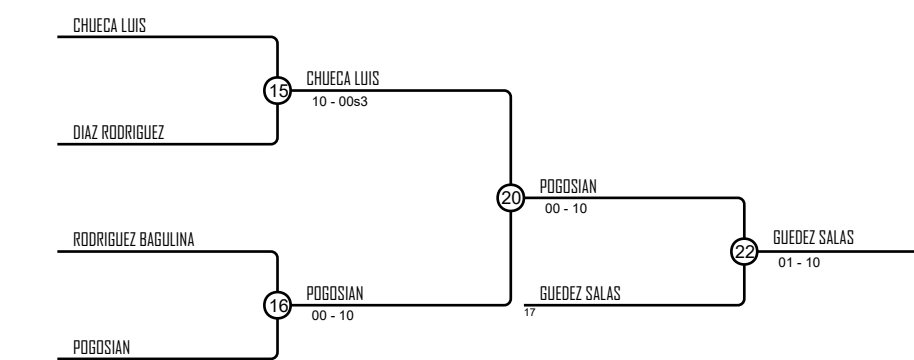 CHUECA LUIS
15
CHUECA LUIS
10 - 00s3
DIAZ RODRIGUEZ
20
POGOSIAN
00 - 10
RODRIGUEZ BAGULINA
22
GUEDEZ SALAS
01 - 10
16
POGOSIAN
00 - 10
GUEDEZ SALAS
17
POGOSIAN